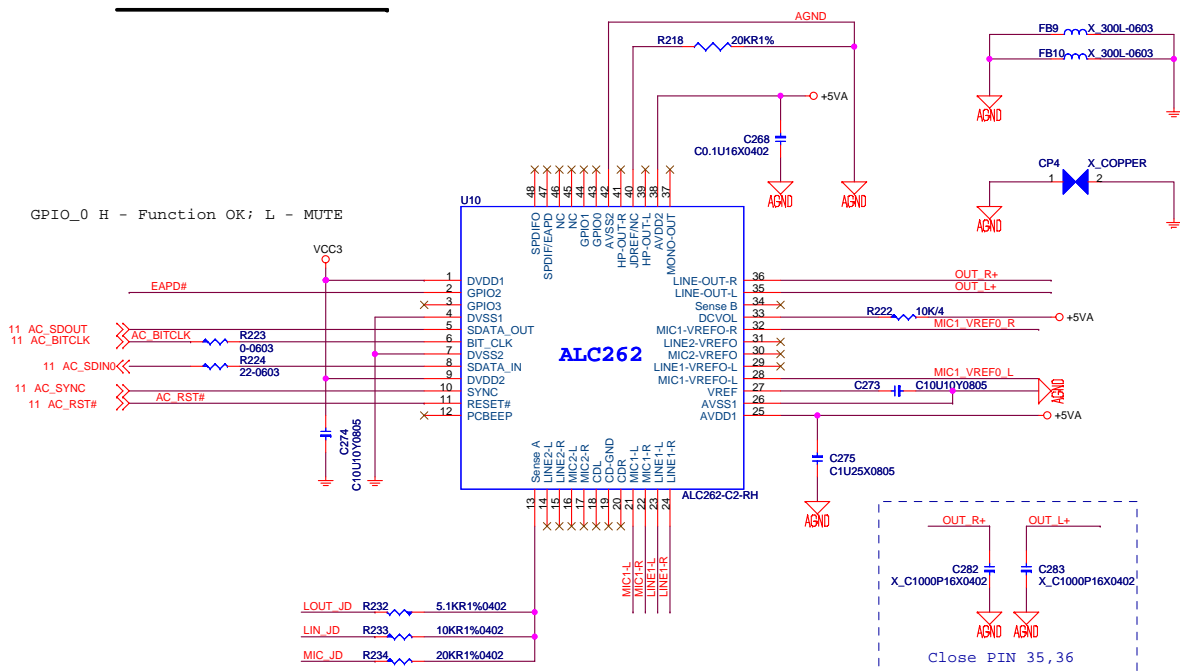 AGND
R218 20KR1%
FB9 X_300L-0603
FB10 X_300L-0603
AGND
+5VA
C268
C0.1U16X0402
AGND
AGND
CP4 X_COPPER
1 2
AGND
GPIO_0 H - Function OK; L - MUTE
VCC3
U10
48 47 46 45 44 43 42 41 40 39 38 37
SPDIFO
SPDIF/EAPD
NC
NC
GPIO1
GPIO0
AVSS2
HP-OUT-R
JDREF/NC
HP-OUT-L
AVDD2
MONO-OUT
1 DVDD1
EAPD# 2 GPIO2
3 GPIO3
4 DVSS1
11 AC_SDOUT 5 SDATA_OUT
11 AC_BITCLK AC_BITCLK R223 0-0603 6 BIT_CLK
7 DVSS2
11 AC_SDIN0 R224 22-0603 8 SDATA_IN
9 DVDD2
11 AC_SYNC 10 SYNC
11 AC_RST# AC_RST# 11 RESET#
12 PCBEEP
ALC262
LINE-OUT-R 36 OUT_R+
LINE-OUT-L 35 OUT_L+
Sense B 34
DCVOL 33 R222 10K/4 +5VA
MIC1-VREFO-R 32 MIC1_VREF0_R
LINE2-VREFO 31
MIC2-VREFO 30
LINE1-VREFO-L 29
MIC1-VREFO-L 28 MIC1_VREF0_L
VREF 27 C273 C10U10Y0805 AGND
AVSS1 26
AVDD1 25 +5VA
C274
C10U10Y0805
C275
C1U25X0805
AGND
Sense A
LINE2-L
LINE2-R
MIC2-L
MIC2-R
CDL
CD-GND
CDR
MIC1-L
MIC1-R
LINE1-L
LINE1-R
ALC262-C2-RH
13 14 15 16 17 18 19 20 21 22 23 24
MIC1-L
MIC1-R
LINE1-L
LINE1-R
LOUT_JD R232 5.1KR1%0402
LIN_JD R233 10KR1%0402
MIC_JD R234 20KR1%0402
OUT_R+ OUT_L+
C282
X_C1000P16X0402
C283
X_C1000P16X0402
AGND AGND
Close PIN 35,36